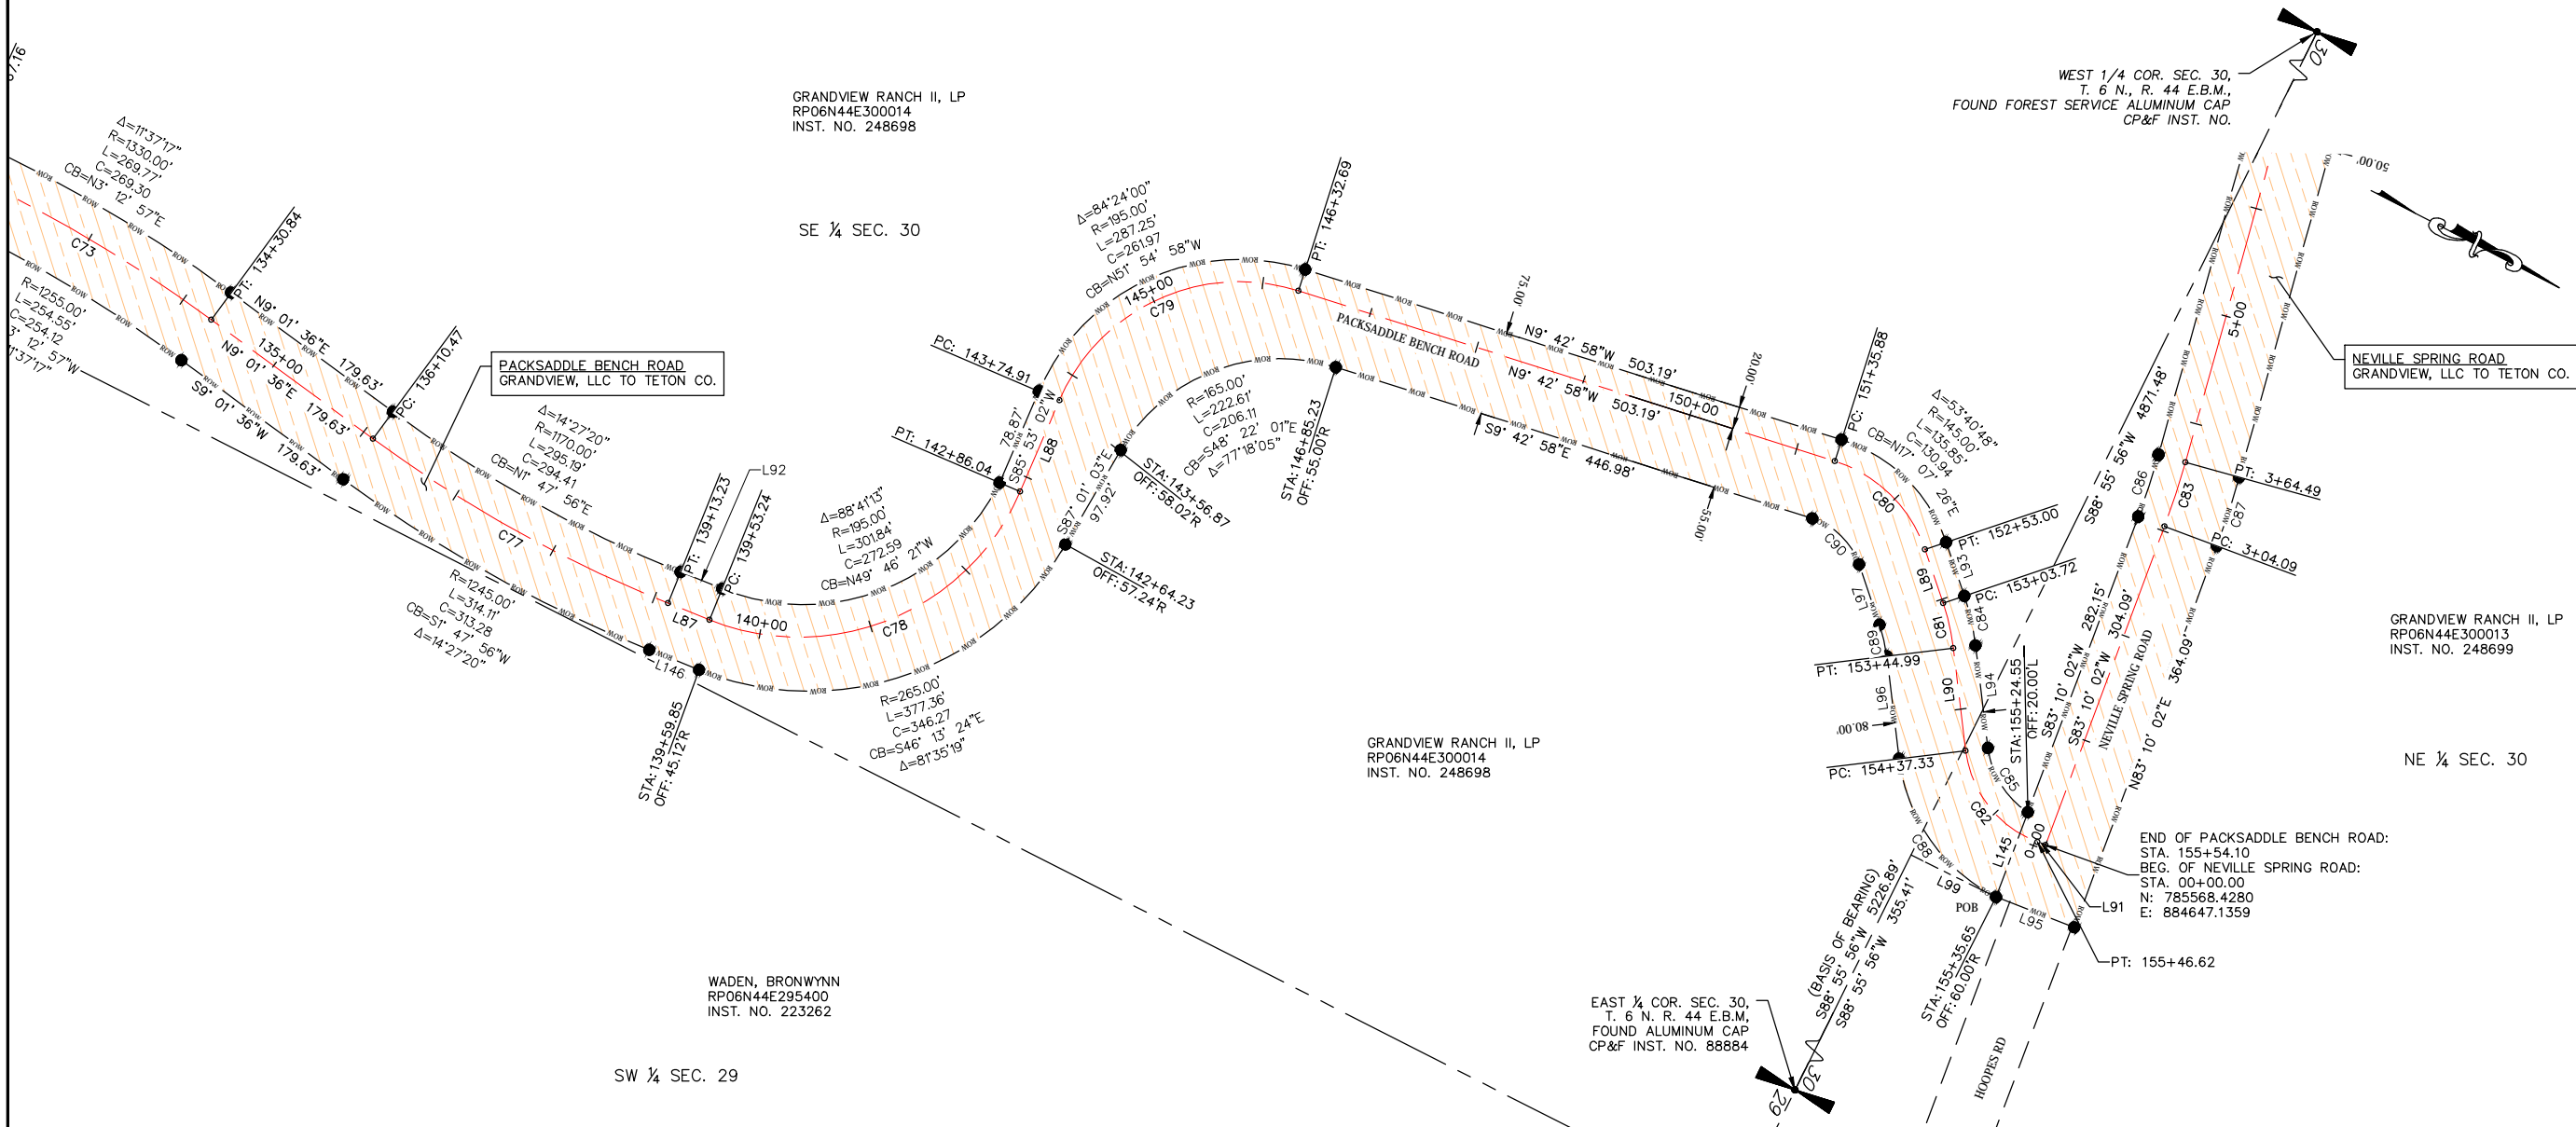 37.16
Δ=11°37'17"
R=1330.00'
L=269.77'
C=269.30
CB=N3° 12' 57"E
C73
R=1255.00'
L=254.55'
C=254.12
3° 12' 57"W
1°37'17"
PT: 134+30.84
N9° 01' 36"E 179.63'
135+00
N9° 01' 36"E 179.63'
S9° 01' 36"W 179.63'
PC: 136+10.47
PACKSADDLE BENCH ROAD
GRANDVIEW, LLC TO TETON CO.
Δ=14°27'20"
R=1170.00'
L=295.19'
C=294.41
CB=N1° 47' 56"E
C77
R=1245.00'
L=314.11'
C=313.28
CB=S1° 47' 56"W
Δ=14°27'20"
PT: 139+13.23
L92
PC: 139+53.24
L87
140+00
L146
STA:139+59.85
OFF:45.12'R
Δ=88°41'13"
R=195.00'
L=301.84'
C=272.59
CB=N49° 46' 21"W
C78
R=265.00'
L=377.36'
C=346.27
CB=S46° 13' 24"E
Δ=81°35'19"
GRANDVIEW RANCH II, LP
RP06N44E300014
INST. NO. 248698
SE ¼ SEC. 30
PT: 142+86.04
PC: 143+74.91
78.87'
S85° 53' 02"W
L88
S87° 01' 03"E
97.92'
STA:142+64.23
OFF:57.24'R
STA:143+56.87
OFF:58.02'R
Δ=84°24'00"
R=195.00'
L=287.25'
C=261.97
CB=N51° 54' 58"W
145+00
C79
R=165.00'
L=222.61'
C=206.11
CB=S48° 22' 01"E
Δ=77°18'05"
PT: 146+32.69
STA:146+85.23
OFF:55.00'R
PACKSADDLE BENCH ROAD
75.00'
N9° 42' 58"W 503.19'
N9° 42' 58"W 503.19'
150+00
20.00'
S9° 42' 58"E 446.98'
55.00'
PC: 151+35.88
Δ=53°40'48"
R=145.00'
L=135.85'
C=130.94
CB=N17° 07' 26"E
C80
C90
PT: 152+53.00
L93
L89
PC: 153+03.72
L97
C81
C84
C89
PT: 153+44.99
L96
L90
L94
80.00'
PC: 154+37.33
STA:155+24.55
OFF:20.00'L
C85
C82
C88
L99
L145
0+00
POB
L95
L91
STA:155+35.65
OFF:60.00'R
PT: 155+46.62
END OF PACKSADDLE BENCH ROAD:
STA. 155+54.10
BEG. OF NEVILLE SPRING ROAD:
STA. 00+00.00
N: 785568.4280
E: 884647.1359
HOOPES RD
(BASIS OF BEARING)
S88° 55' 56"W 5226.89'
S88° 55' 56"W 355.41'
S88° 55' 56"W 4871.48'
EAST ¼ COR. SEC. 30,
T. 6 N. R. 44 E.B.M,
FOUND ALUMINUM CAP
CP&F INST. NO. 88884
30
29
WEST 1/4 COR. SEC. 30,
T. 6 N., R. 44 E.B.M.,
FOUND FOREST SERVICE ALUMINUM CAP
CP&F INST. NO.
30
50.00'
5+00
NEVILLE SPRING ROAD
GRANDVIEW, LLC TO TETON CO.
C86
C83
C87
PT: 3+64.49
PC: 3+04.09
S83° 10' 02"W 282.15'
S83° 10' 02"W 304.09'
NEVILLE SPRING ROAD
N83° 10' 02"E 364.09'
GRANDVIEW RANCH II, LP
RP06N44E300013
INST. NO. 248699
NE ¼ SEC. 30
GRANDVIEW RANCH II, LP
RP06N44E300014
INST. NO. 248698
WADEN, BRONWYNN
RP06N44E295400
INST. NO. 223262
SW ¼ SEC. 29